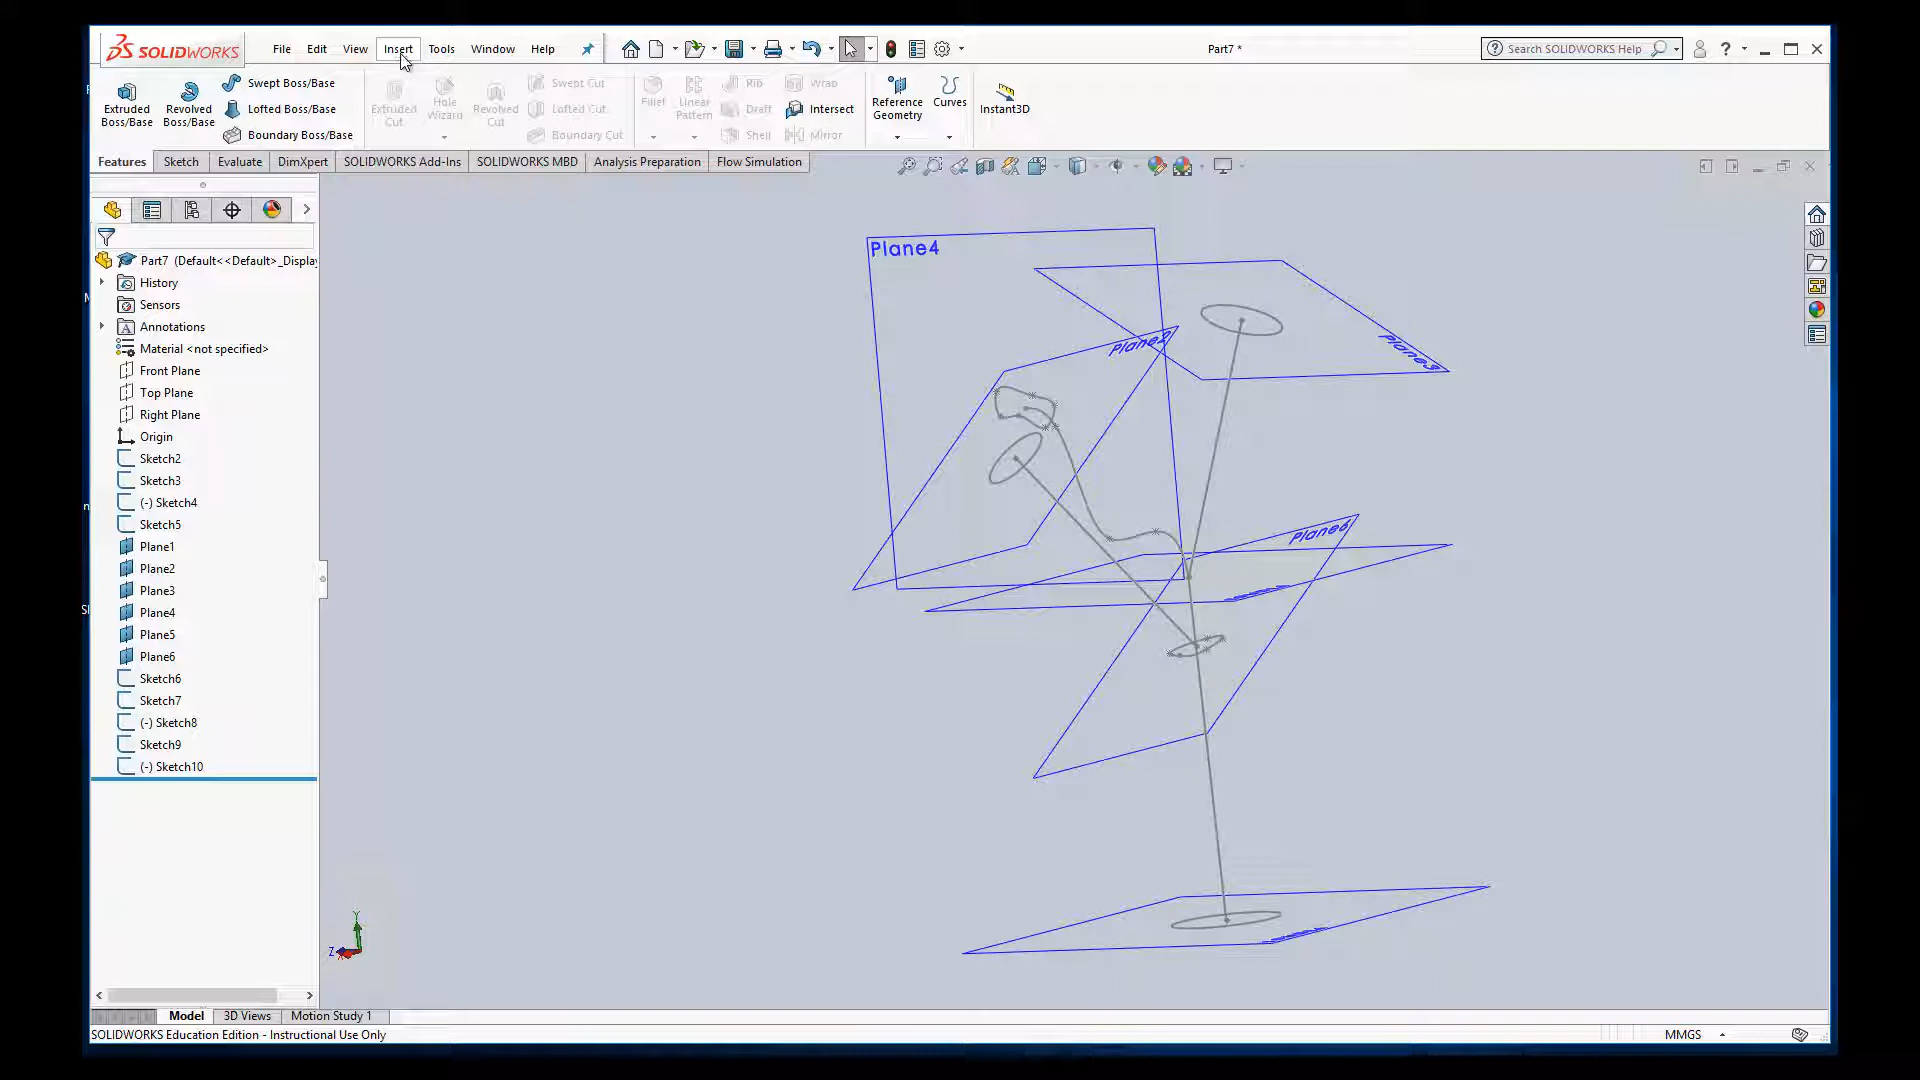 SOLIDWORKS File Edit View Insert Tools Window Help Part7 * Search SOLIDWORKS Help
Extruded Boss/Base
Revolved Boss/Base
Swept Boss/Base
Lofted Boss/Base
Boundary Boss/Base
Extruded Cut
Hole Wizard
Revolved Cut
Swept Cut
Lofted Cut
Boundary Cut
Fillet
Linear Pattern
Rib
Draft
Shell
Wrap
Intersect
Mirror
Reference Geometry
Curves
Instant3D
Features Sketch Evaluate DimXpert SOLIDWORKS Add-Ins SOLIDWORKS MBD Analysis Preparation Flow Simulation
Part7 (Default<<Default>_Display
History
Sensors
Annotations
Material <not specified>
Front Plane
Top Plane
Right Plane
Origin
Sketch2
Sketch3
(-) Sketch4
Sketch5
Plane1
Plane2
Plane3
Plane4
Plane5
Plane6
Sketch6
Sketch7
(-) Sketch8
Sketch9
(-) Sketch10
Plane4
Plane2
Plane3
Plane6
Y
Z
Model 3D Views Motion Study 1
SOLIDWORKS Education Edition - Instructional Use Only MMGS